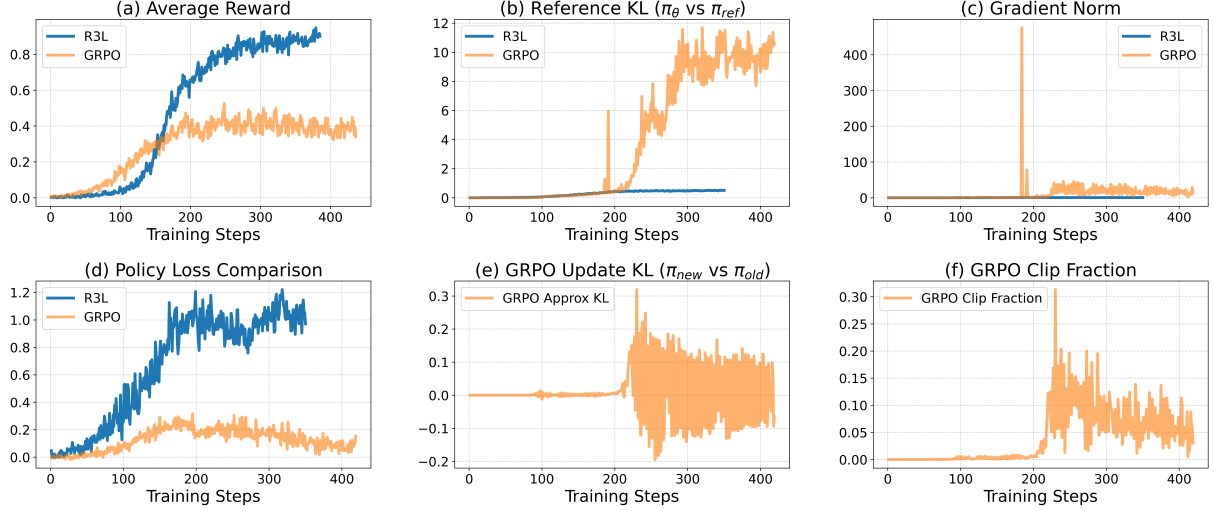 (a) Average Reward
R3L
GRPO
0.8
0.6
0.4
0.2
0.0
0 100 200 300 400
Training Steps
(b) Reference KL (π_θ vs π_ref)
R3L
GRPO
12
10
8
6
4
2
0
0 100 200 300 400
Training Steps
(c) Gradient Norm
R3L
GRPO
400
300
200
100
0
0 100 200 300 400
Training Steps
(d) Policy Loss Comparison
R3L
GRPO
1.2
1.0
0.8
0.6
0.4
0.2
0.0
0 100 200 300 400
Training Steps
(e) GRPO Update KL (π_new vs π_old)
GRPO Approx KL
0.3
0.2
0.1
0.0
−0.1
−0.2
0 100 200 300 400
Training Steps
(f) GRPO Clip Fraction
GRPO Clip Fraction
0.30
0.25
0.20
0.15
0.10
0.05
0.00
0 100 200 300 400
Training Steps